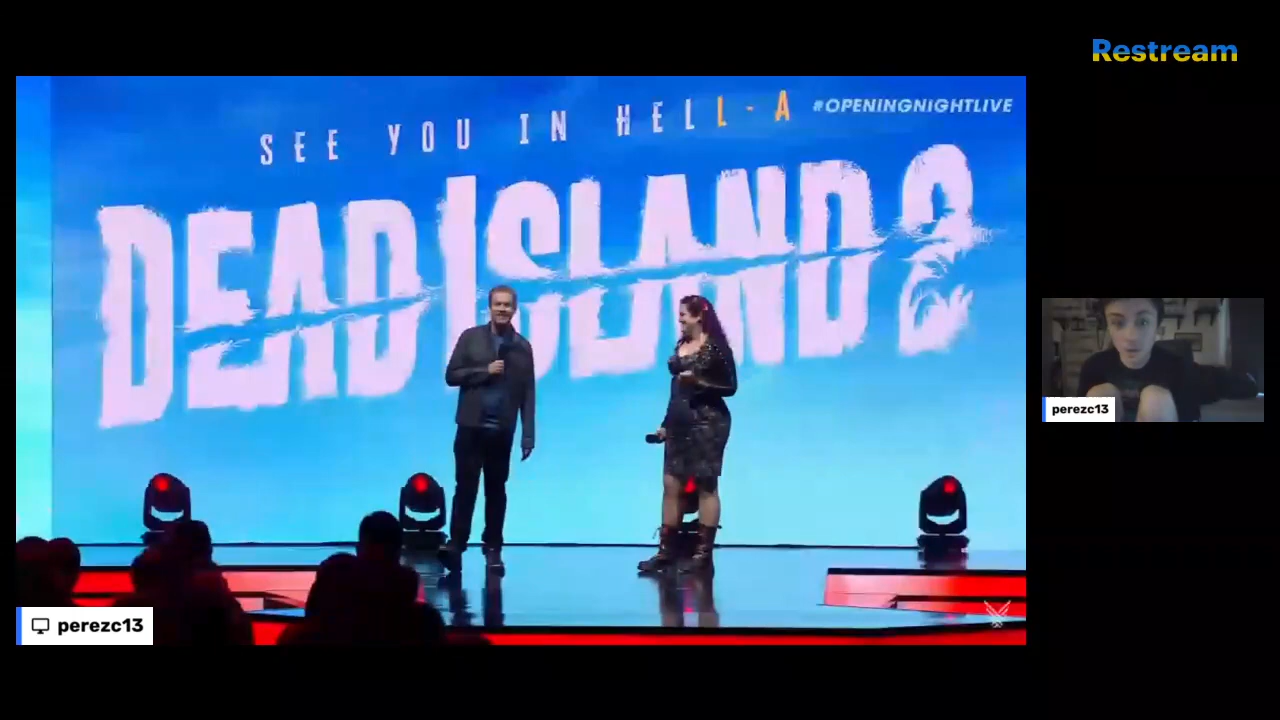 Restream
SEE YOU IN HELL-A
#OPENINGNIGHTLIVE
DEAD ISLAND 2
perezc13
perezc13